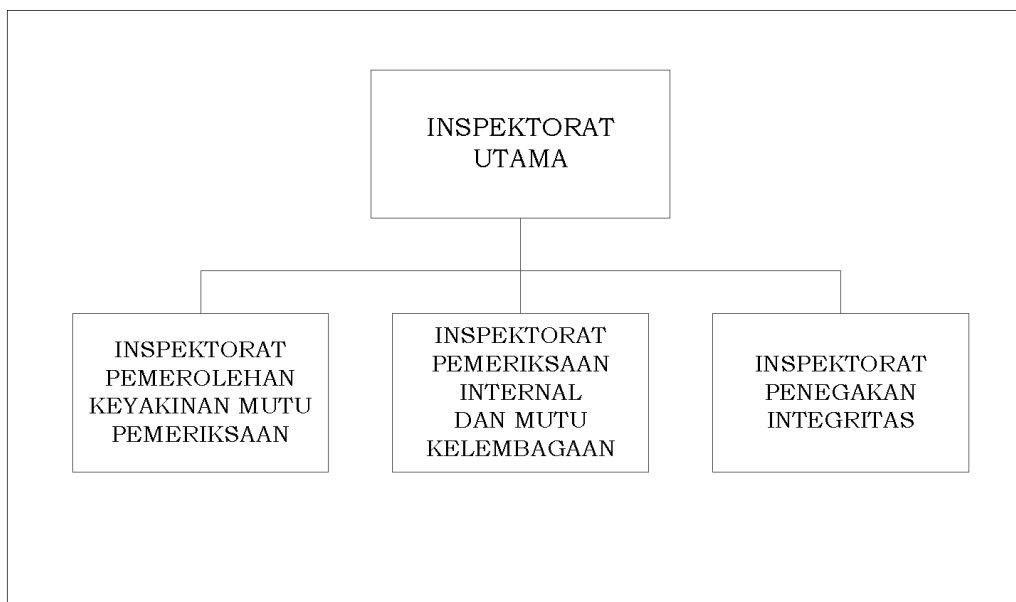 INSPEKTORAT
UTAMA
INSPEKTORAT
PEMEROLEHAN
KEYAKINAN MUTU
PEMERIKSAAN
INSPEKTORAT
PEMERIKSAAN
INTERNAL
DAN MUTU
KELEMBAGAAN
INSPEKTORAT
PENEGAKAN
INTEGRITAS